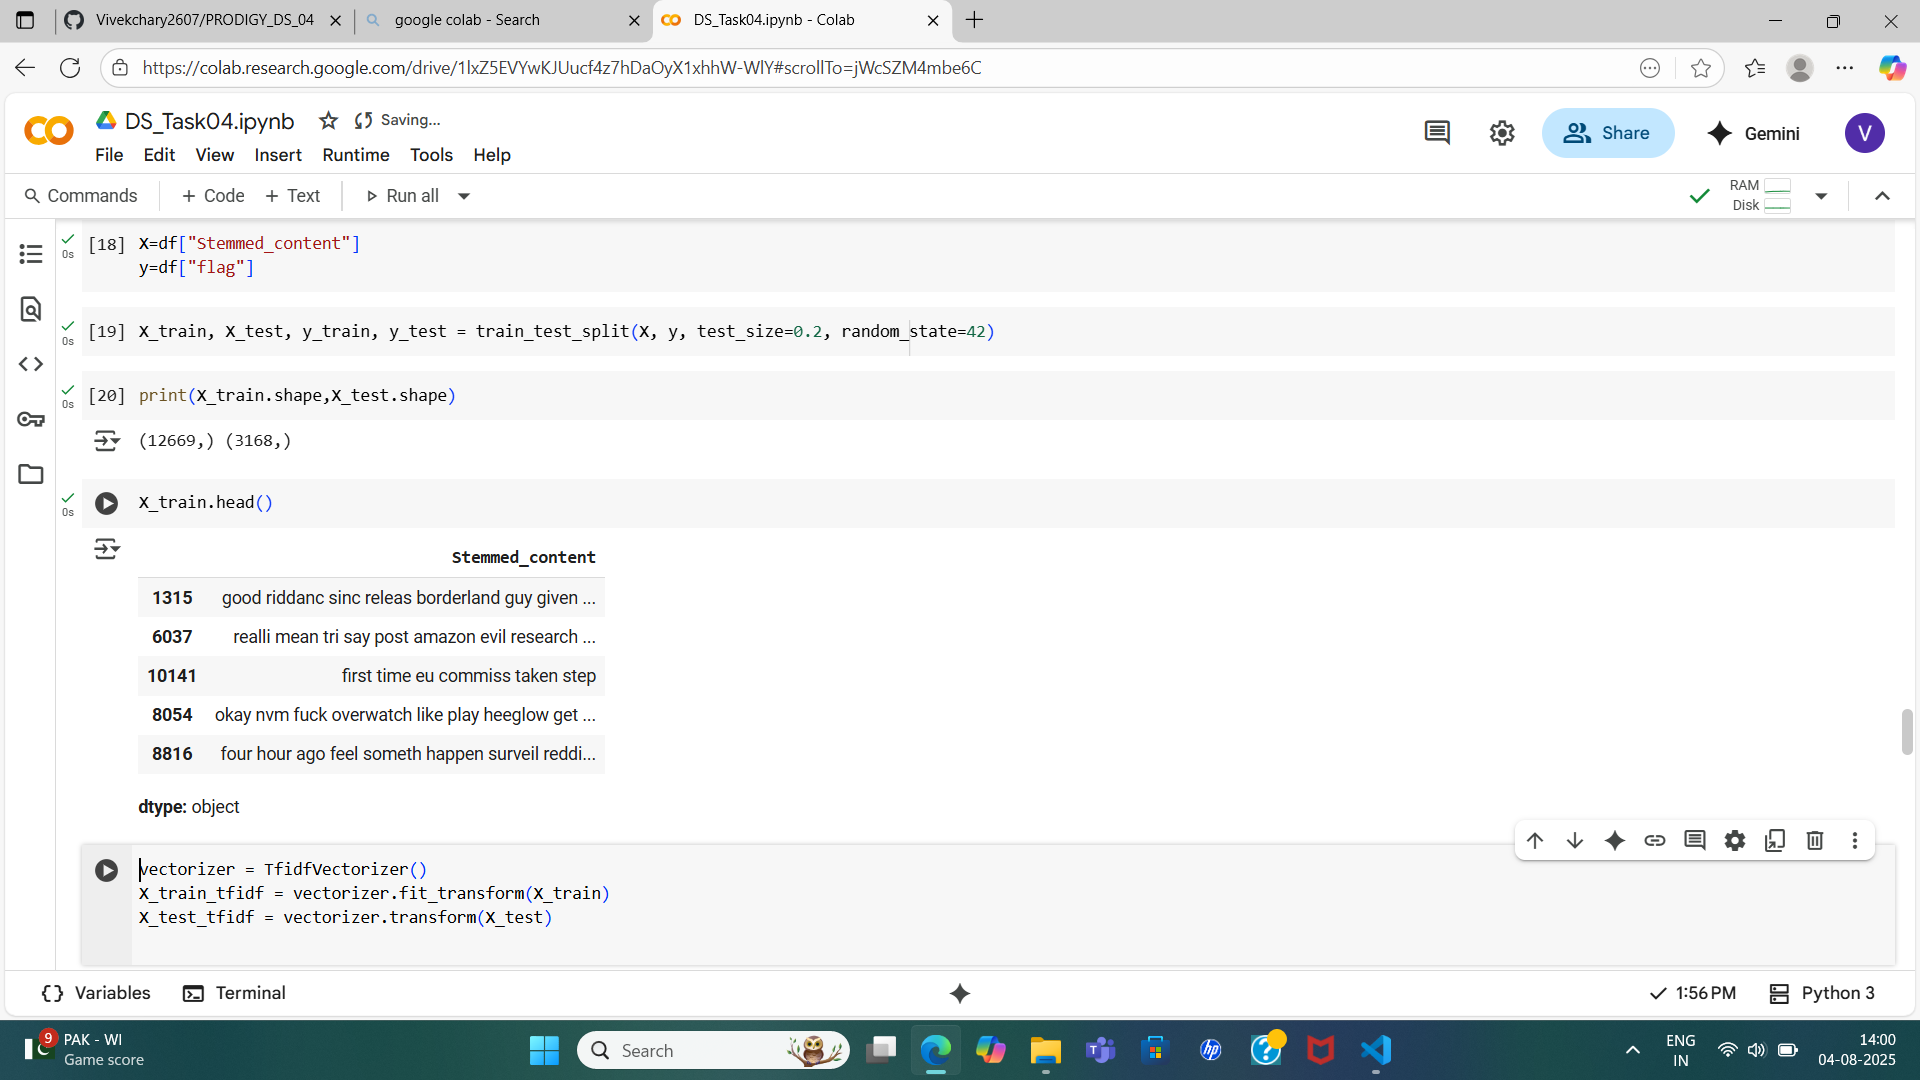 Vivekchary2607/PRODIGY_DS_04
google colab - Search
DS_Task04.ipynb - Colab
https://colab.research.google.com/drive/1lxZ5EVYwKJUucf4z7hDaOyX1xhhW-WlY#scrollTo=jWcSZM4mbe6C
DS_Task04.ipynb
Saving...
File Edit View Insert Runtime Tools Help
Share
Gemini
V
Commands
+ Code + Text
Run all
RAM
Disk
0s
[18] X=df["Stemmed_content"]
y=df["flag"]
0s
[19] X_train, X_test, y_train, y_test = train_test_split(X, y, test_size=0.2, random_state=42)
0s
[20] print(X_train.shape,X_test.shape)
(12669,) (3168,)
0s
X_train.head()
Stemmed_content
1315 good riddanc sinc releas borderland guy given ...
6037 realli mean tri say post amazon evil research ...
10141 first time eu commiss taken step
8054 okay nvm fuck overwatch like play heeglow get ...
8816 four hour ago feel someth happen surveil reddi...
dtype: object
vectorizer = TfidfVectorizer()
X_train_tfidf = vectorizer.fit_transform(X_train)
X_test_tfidf = vectorizer.transform(X_test)
Variables
Terminal
1:56 PM
Python 3
9
PAK - WI
Game score
Search
hp
ENG
IN
14:00
04-08-2025